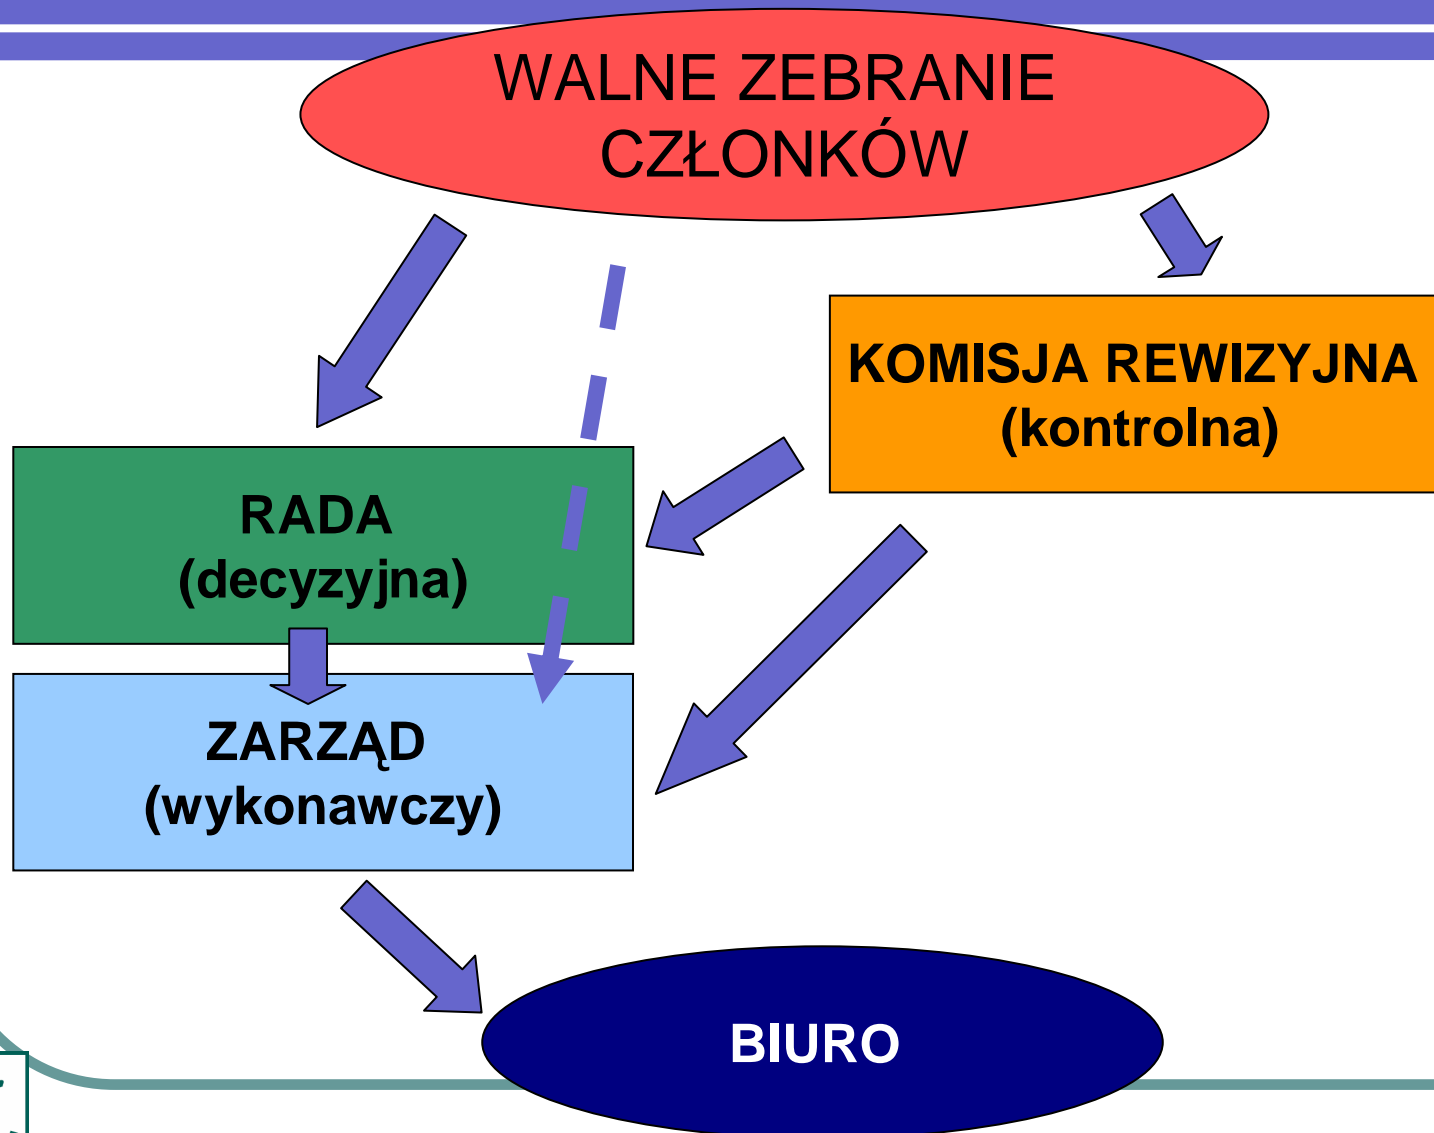 WALNE ZEBRANIE
CZŁONKÓW
KOMISJA REWIZYJNA
(kontrolna)
RADA
(decyzyjna)
ZARZĄD
(wykonawczy)
BIURO